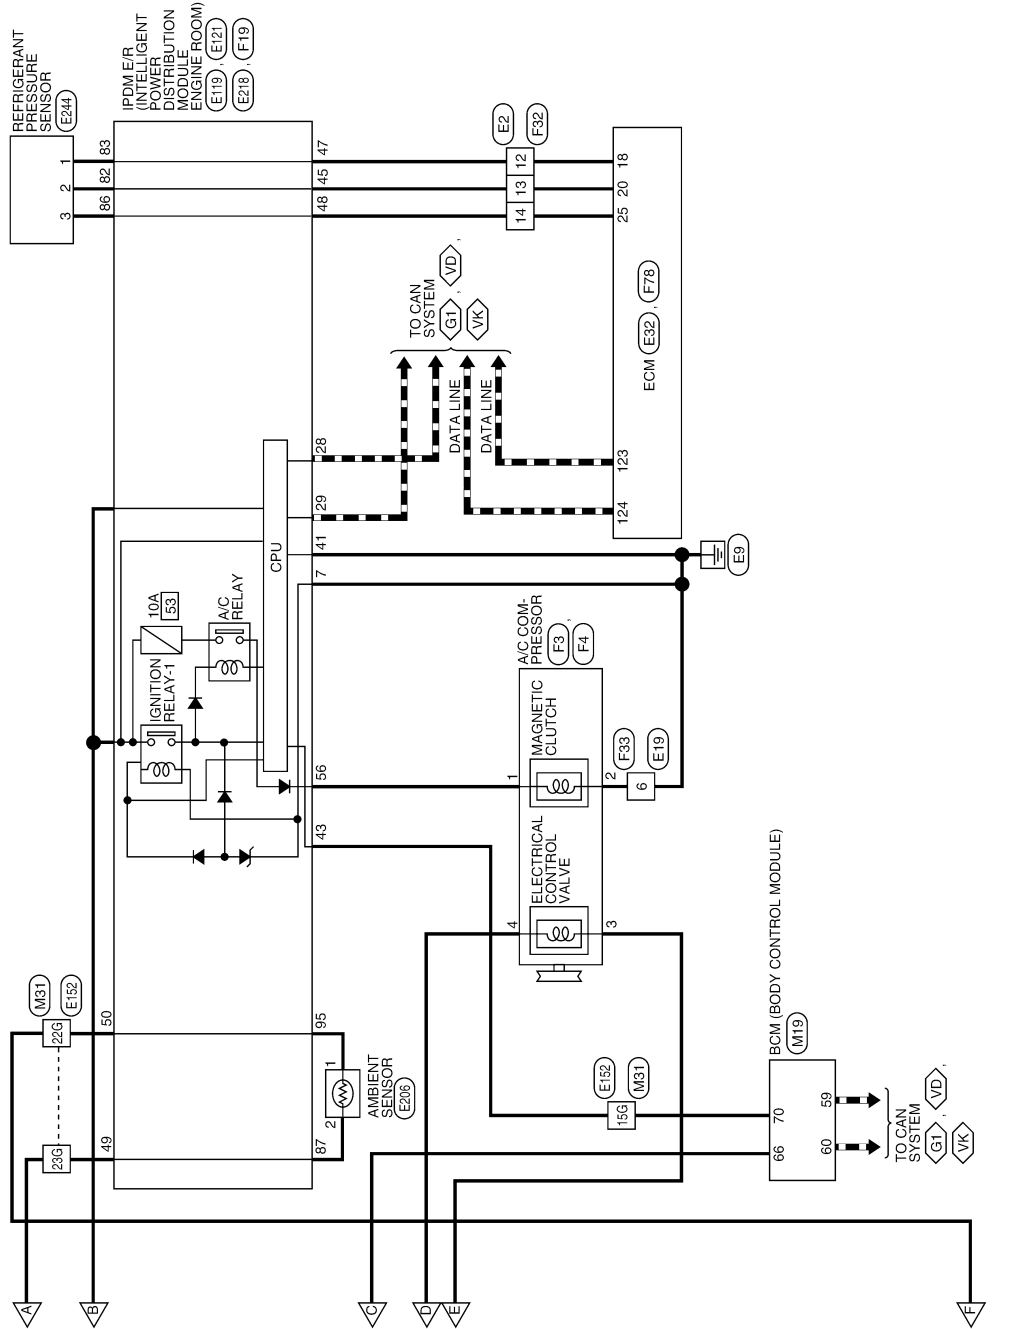 REFRIGERANT
PRESSURE
SENSOR
E244
1
2
3
83
82
86
IPDM E/R
(INTELLIGENT
POWER
DISTRIBUTION
MODULE
ENGINE ROOM)
E119 , E121
E218 , F19
47
45
48
E2
F32
12
13
14
18
20
25
ECM E32 , F78
TO CAN
SYSTEM
G1 , VD ,
VK
DATA LINE
DATA LINE
28
29
41
7
123
124
E9
CPU
10A
53
A/C
RELAY
IGNITION
RELAY-1
56
43
A/C COM-
PRESSOR
F3 ,
F4
MAGNETIC
CLUTCH
1
2
F33
E19
6
ELECTRICAL
CONTROL
VALVE
4
3
M31
E152
22G
23G
50
49
95
87
1
2
AMBIENT
SENSOR
E206
E152
M31
15G
BCM (BODY CONTROL MODULE)
M19
70
66
59
60
TO CAN
SYSTEM
G1 , VD ,
VK
A
B
C
D
E
F